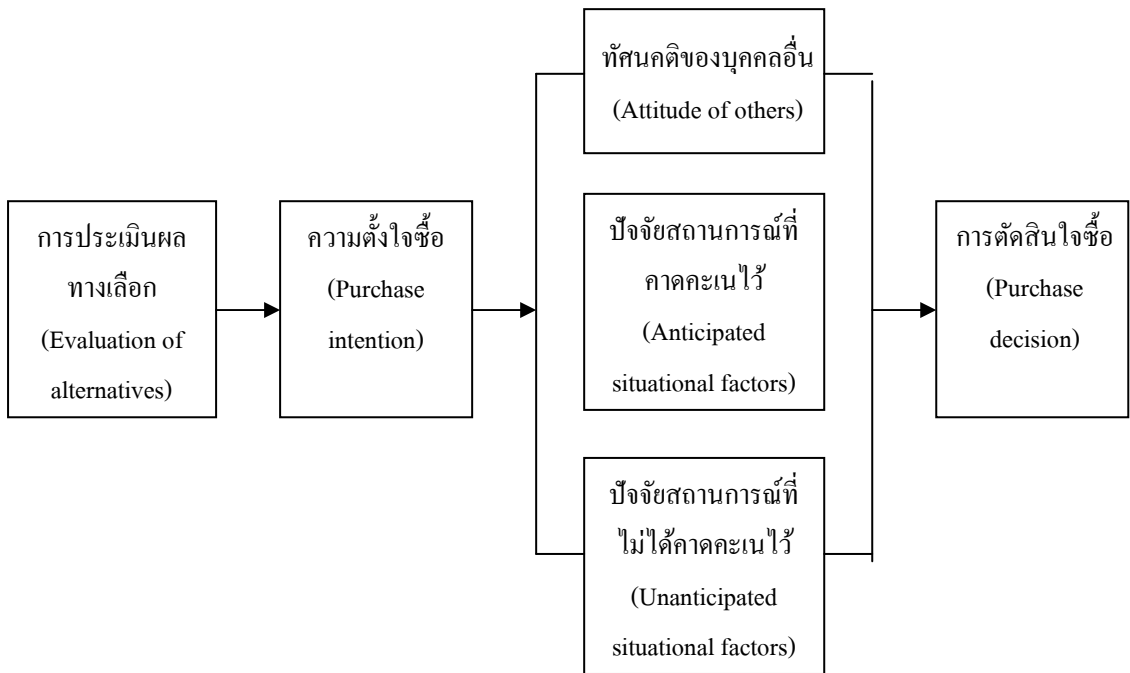 การประเมินผล
ทางเลือก
(Evaluation of
alternatives)
ความตั้งใจซื้อ
(Purchase
intention)
ทัศนคติของบุคคลอื่น
(Attitude of others)
ปัจจัยสถานการณ์ที่
คาดคะเนไว้
(Anticipated
situational factors)
ปัจจัยสถานการณ์ที่
ไม่ได้คาดคะเนไว้
(Unanticipated
situational factors)
การตัดสินใจซื้อ
(Purchase
decision)